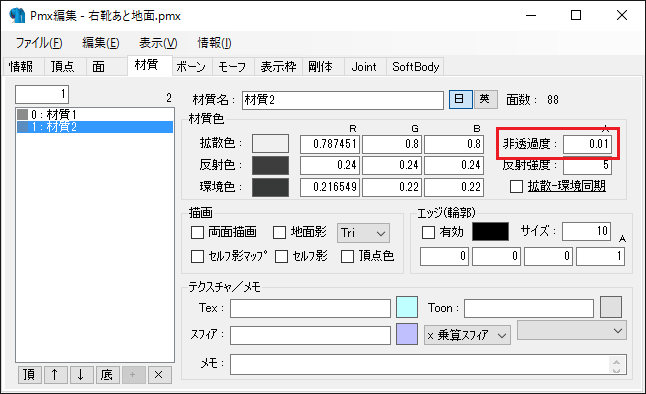 Pmx編集 - 右靴あと地面.pmx
ファイル(F) 編集(E) 表示(V) 情報(I)
情報 頂点 面 材質 ボーン モーフ 表示枠 剛体 Joint SoftBody
1 2
0 : 材質1
1 : 材質2
材質名 : 材質2 日 英 面数 : 88
材質色 R G B A
拡散色 : 0.787451 0.8 0.8 非透過度 : 0.01
反射色 : 0.24 0.24 0.24 反射強度 : 5
環境色 : 0.216549 0.22 0.22 拡散-環境同期
描画
両面描画 地面影 Tri
セルフ影マップ セルフ影 頂点色
エッジ(輪郭)
有効 サイズ : 10 A
0 0 0 1
テクスチャ/メモ
Tex : Toon :
スフィア : x 乗算スフィア
メモ :
頂 ↑ ↓ 底 + ×